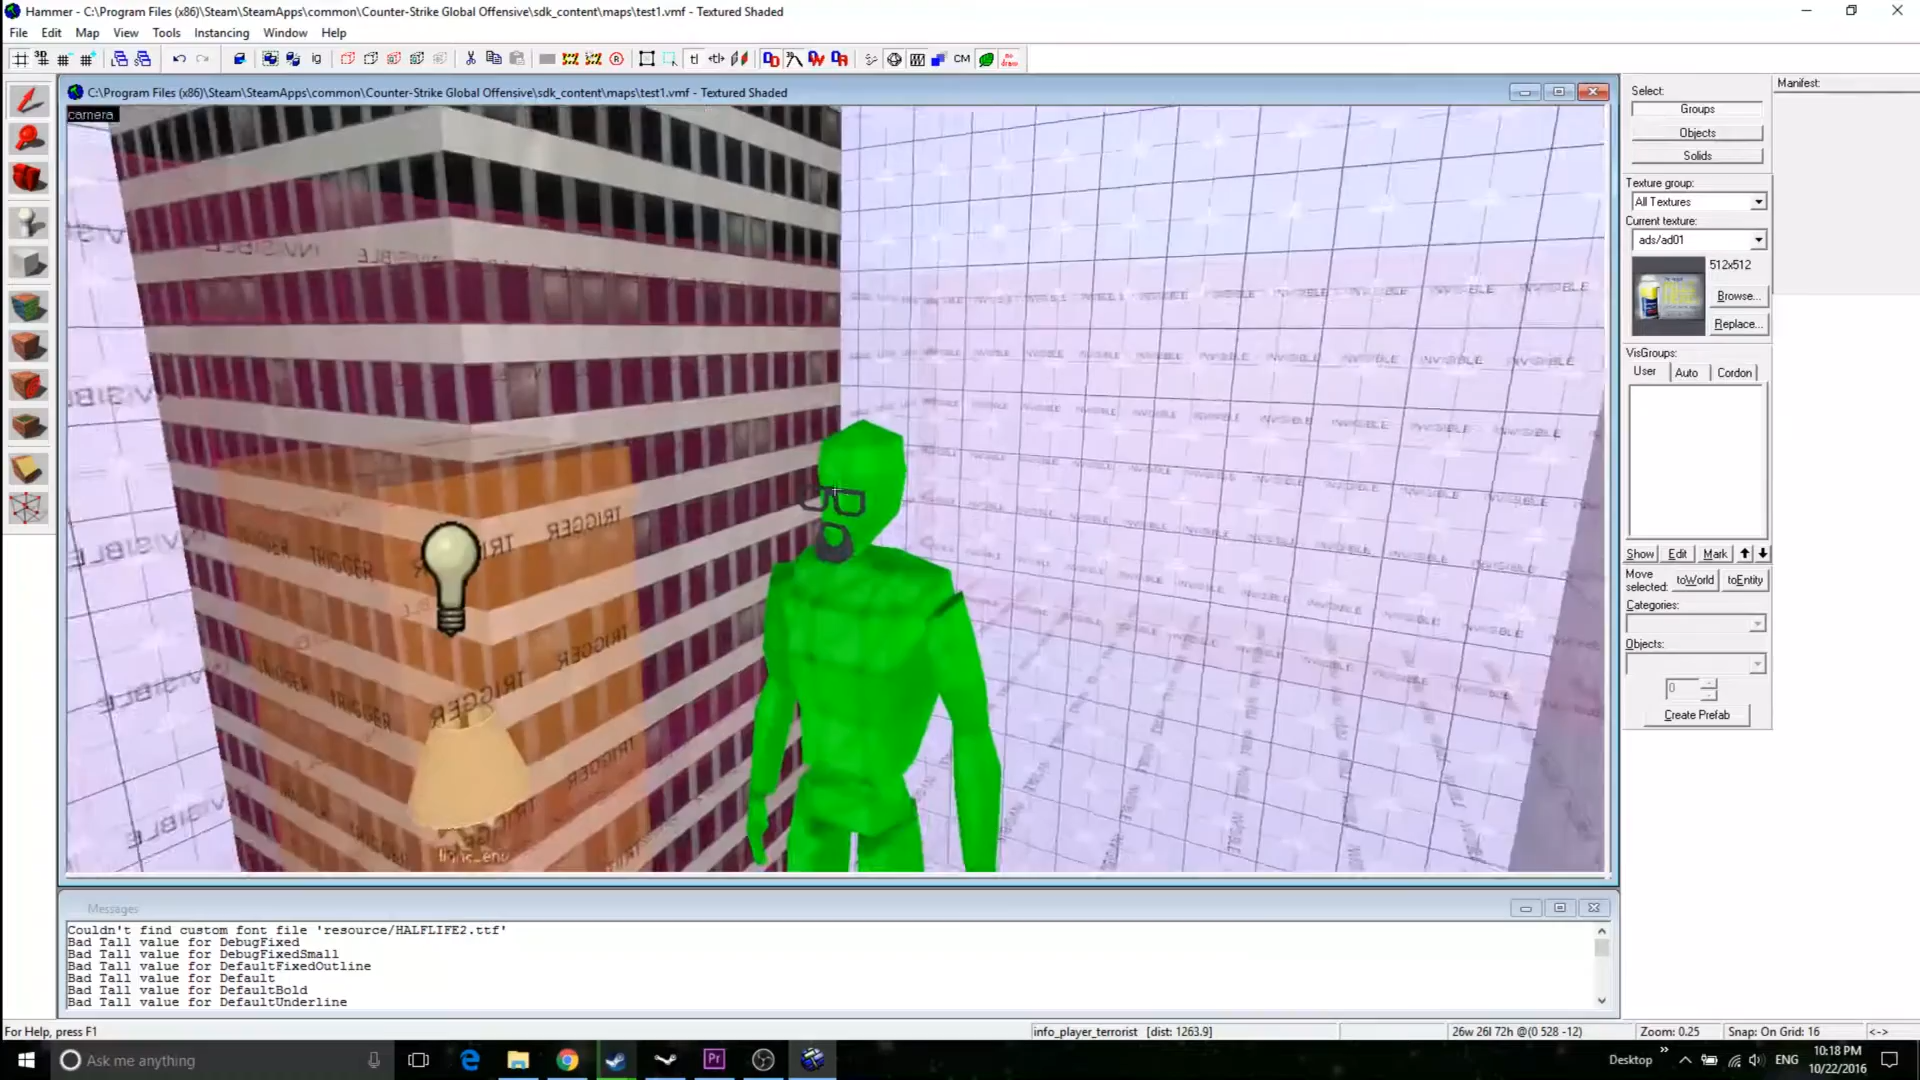 Hammer - C:\Program Files (x86)\Steam\SteamApps\common\Counter-Strike Global Offensive\sdk_content\maps\test1.vmf - Textured Shaded
File Edit Map View Tools Instancing Window Help
ig tl +tl+ CM
C:\Program Files (x86)\Steam\SteamApps\common\Counter-Strike Global Offensive\sdk_content\maps\test1.vmf - Textured Shaded
camera
INVISIBLE
TRIGGER
Select:
Groups
Objects
Solids
Texture group:
All Textures
Current texture:
ads/ad01
512x512
Browse...
Replace...
VisGroups:
User Auto Cordon
Show Edit Mark
Move selected: toWorld toEntity
Categories:
Objects:
0
Create Prefab
Manifest:
Messages
Couldn't find custom font file 'resource/HALFLIFE2.ttf'
Bad Tall value for DebugFixed
Bad Tall value for DebugFixedSmall
Bad Tall value for DefaultFixedOutline
Bad Tall value for Default
Bad Tall value for DefaultBold
Bad Tall value for DefaultUnderline
For Help, press F1
info_player_terrorist [dist: 1263.9]
26w 26l 72h @(0 528 -12)
Zoom: 0.25
Snap: On Grid: 16
<->
Ask me anything
Pr
Desktop
ENG
10:18 PM
10/22/2016